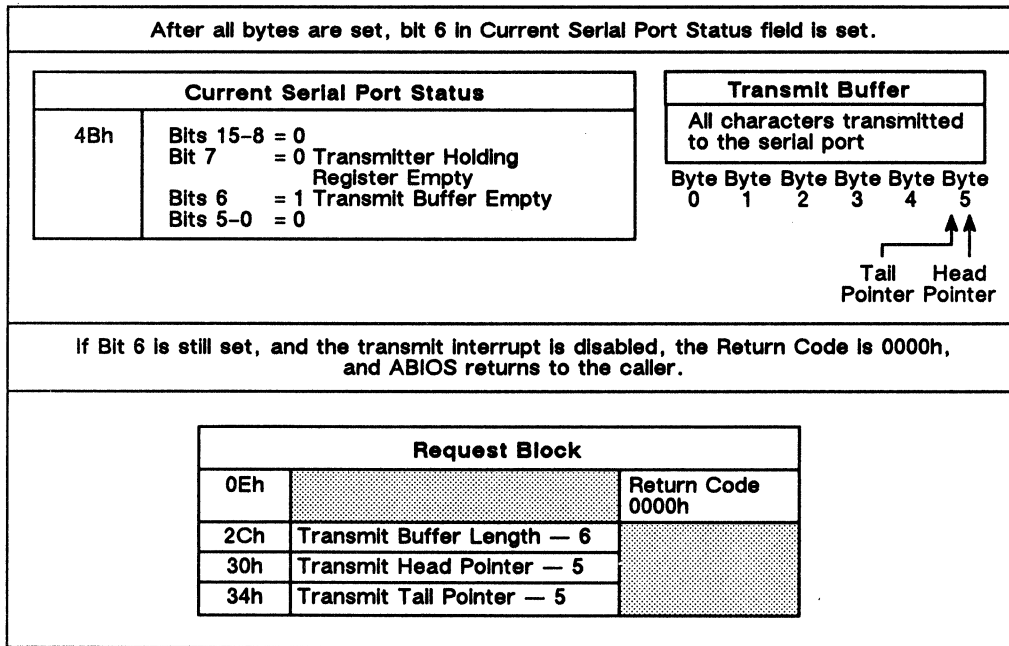 After all bytes are set, bit 6 in Current Serial Port Status field is set.
Current Serial Port Status
4Bh
Bits 15-8 = 0
Bit 7 = 0 Transmitter Holding
Register Empty
Bits 6 = 1 Transmit Buffer Empty
Bits 5-0 = 0
Transmit Buffer
All characters transmitted
to the serial port
Byte Byte Byte Byte Byte Byte
0 1 2 3 4 5
Tail Head
Pointer Pointer
If Bit 6 is still set, and the transmit interrupt is disabled, the Return Code is 0000h,
and ABIOS returns to the caller.
Request Block
0Eh Return Code
0000h
2Ch Transmit Buffer Length — 6
30h Transmit Head Pointer — 5
34h Transmit Tail Pointer — 5